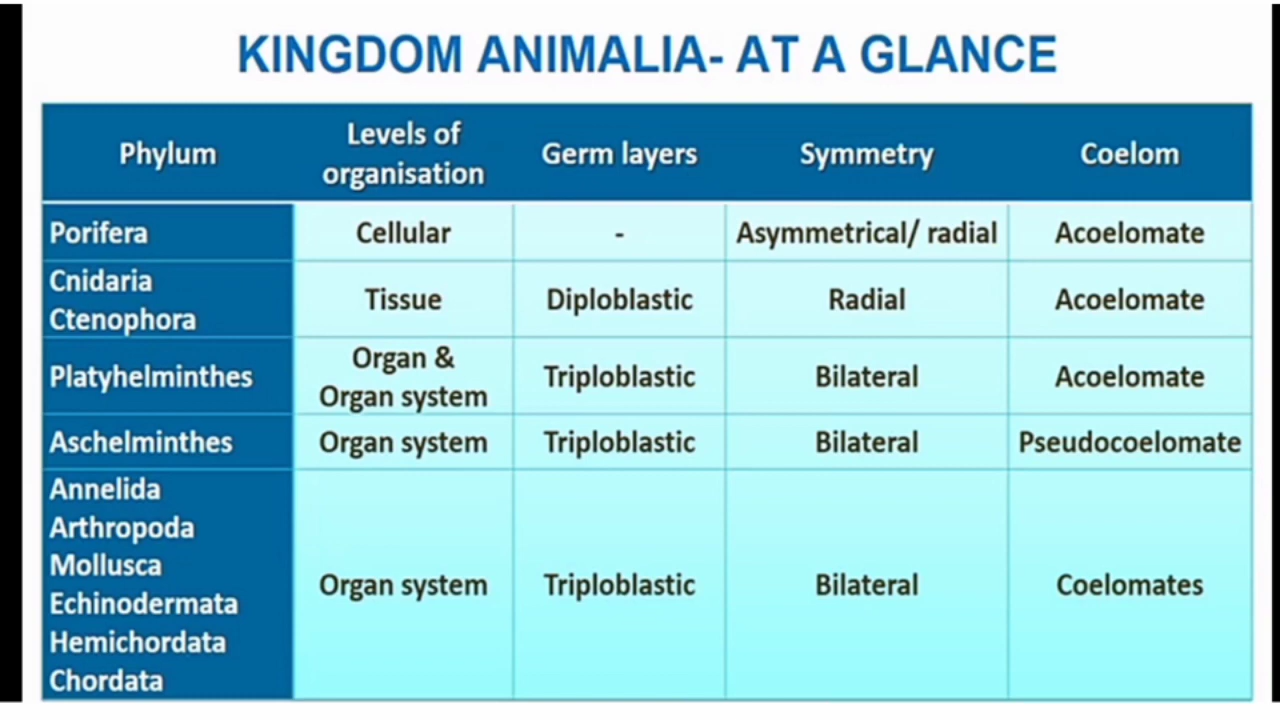 KINGDOM ANIMALIA- AT A GLANCE
Phylum
Levels of
organisation
Germ layers
Symmetry
Coelom
Porifera
Cellular
-
Asymmetrical/ radial
Acoelomate
Cnidaria
Ctenophora
Tissue
Diploblastic
Radial
Acoelomate
Platyhelminthes
Organ &
Organ system
Triploblastic
Bilateral
Acoelomate
Aschelminthes
Organ system
Triploblastic
Bilateral
Pseudocoelomate
Annelida
Arthropoda
Mollusca
Echinodermata
Hemichordata
Chordata
Organ system
Triploblastic
Bilateral
Coelomates